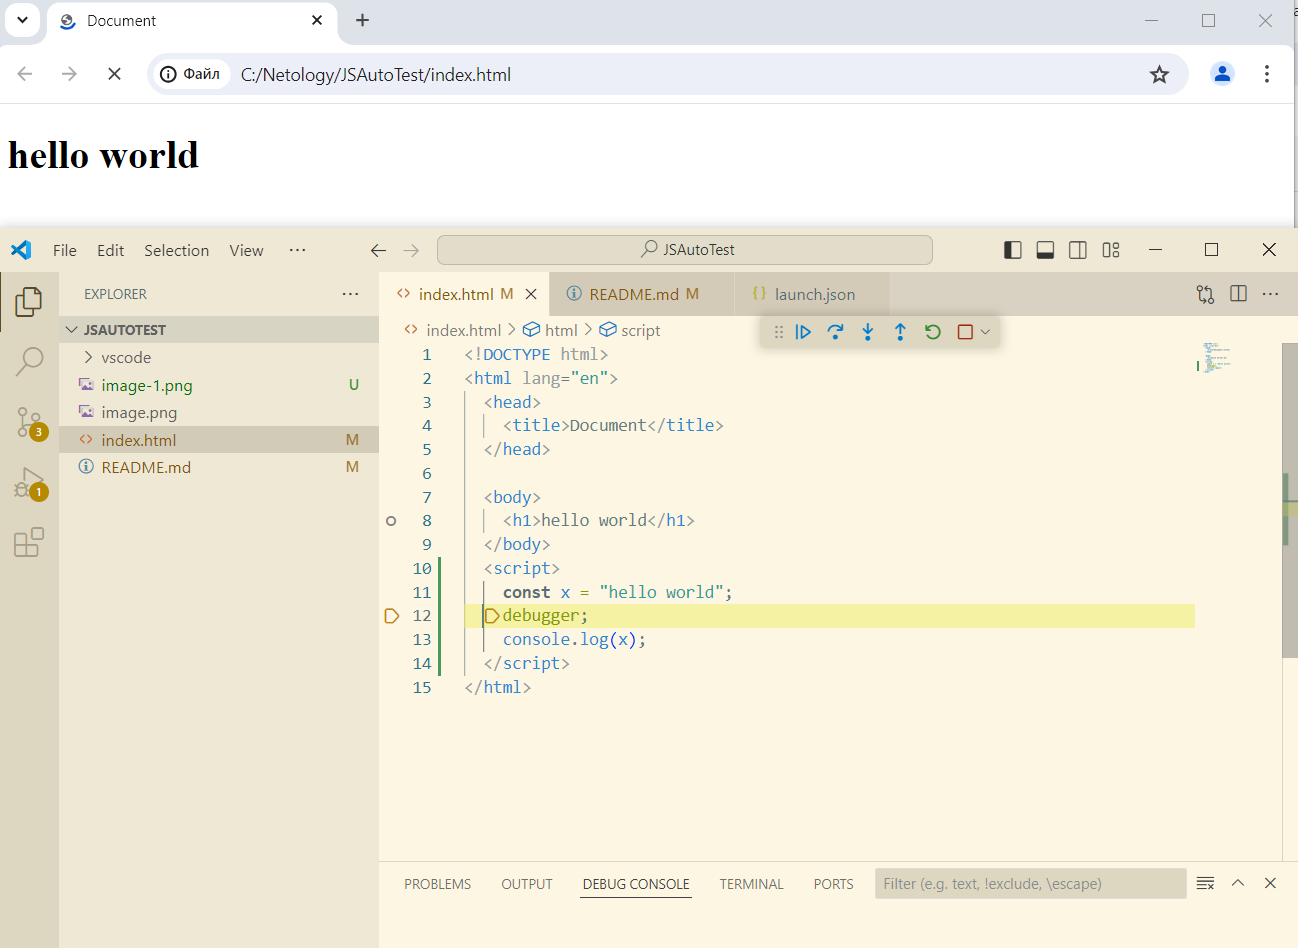 Document
Файл C:/Netology/JSAutoTest/index.html
hello world
File Edit Selection View ··· JSAutoTest
EXPLORER ···
JSAUTOTEST
vscode
image-1.png U
image.png
index.html M
README.md M
3
1
index.html M README.md M launch.json
index.html > html > script
1 <!DOCTYPE html>
2 <html lang="en">
3 <head>
4 <title>Document</title>
5 </head>
6
7 <body>
8 <h1>hello world</h1>
9 </body>
10 <script>
11 const x = "hello world";
12 debugger;
13 console.log(x);
14 </script>
15 </html>
PROBLEMS OUTPUT DEBUG CONSOLE TERMINAL PORTS Filter (e.g. text, !exclude, \escape)